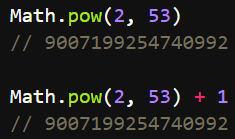 Math.pow(2, 53)
// 9007199254740992
Math.pow(2, 53) + 1
// 9007199254740992